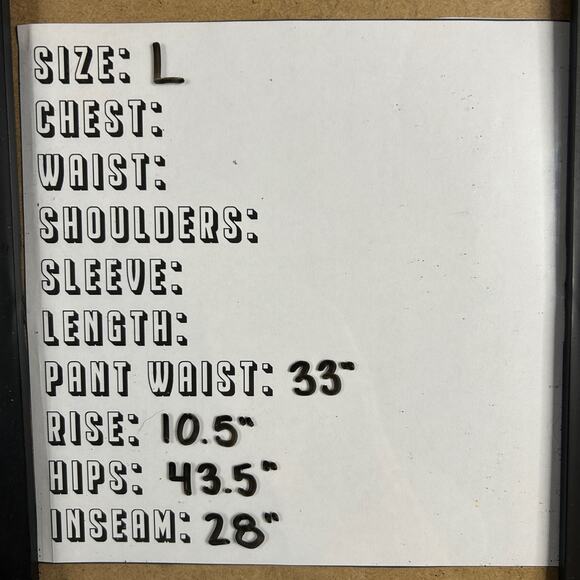 SIZE: L
CHEST:
WAIST:
SHOULDERS:
SLEEVE:
LENGTH:
PANT WAIST: 33"
RISE: 10.5"
HIPS: 43.5"
INSEAM: 28"